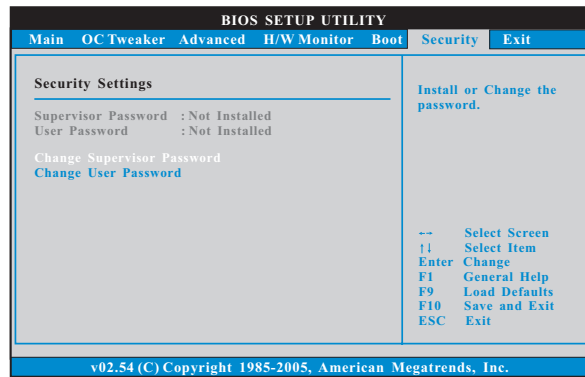 BIOS SETUP UTILITY
Main OC Tweaker Advanced H/W Monitor Boot Security Exit
Security Settings
Supervisor Password : Not Installed
User Password : Not Installed
Change Supervisor Password
Change User Password
Install or Change the
password.
←→ Select Screen
↑↓ Select Item
Enter Change
F1 General Help
F9 Load Defaults
F10 Save and Exit
ESC Exit
v02.54 (C) Copyright 1985-2005, American Megatrends, Inc.